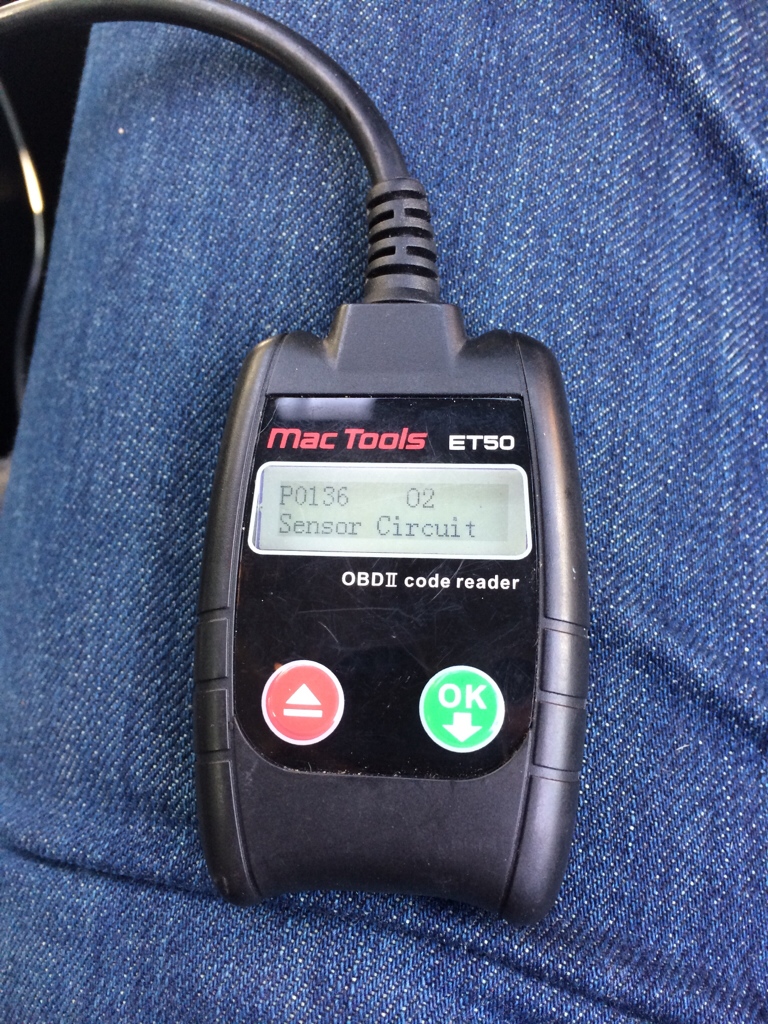 Mac Tools ET50
P0136 O2
Sensor Circuit
OBDII code reader
OK